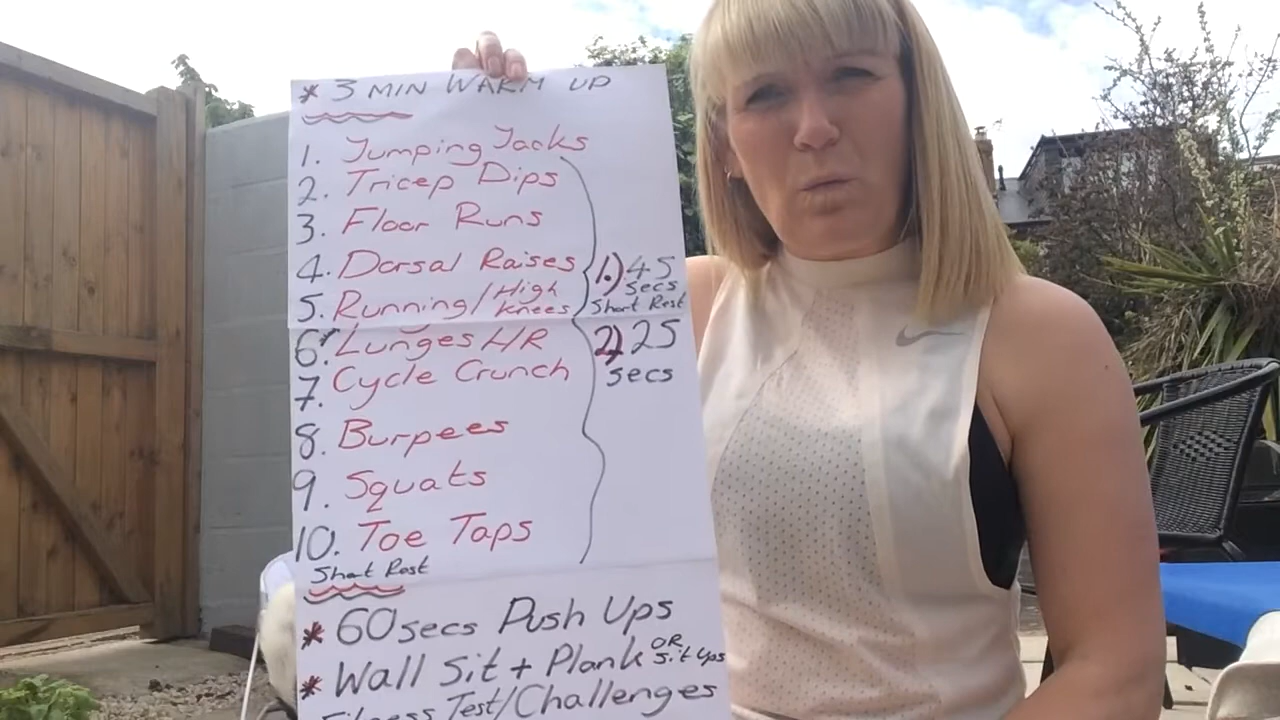 * 3 MIN WARM UP
1. Jumping Jacks
2. Tricep Dips
3. Floor Runs
4. Dorsal Raises
5. Running/High Knees
6. Lunges HR
7. Cycle Crunch
8. Burpees
9. Squats
10. Toe Taps
1.) 45
secs
Short Rest
2) 25
secs
Short Rest
* 60secs Push Ups
* Wall Sit + Plank OR Sit Ups
Fitness Test/Challenges